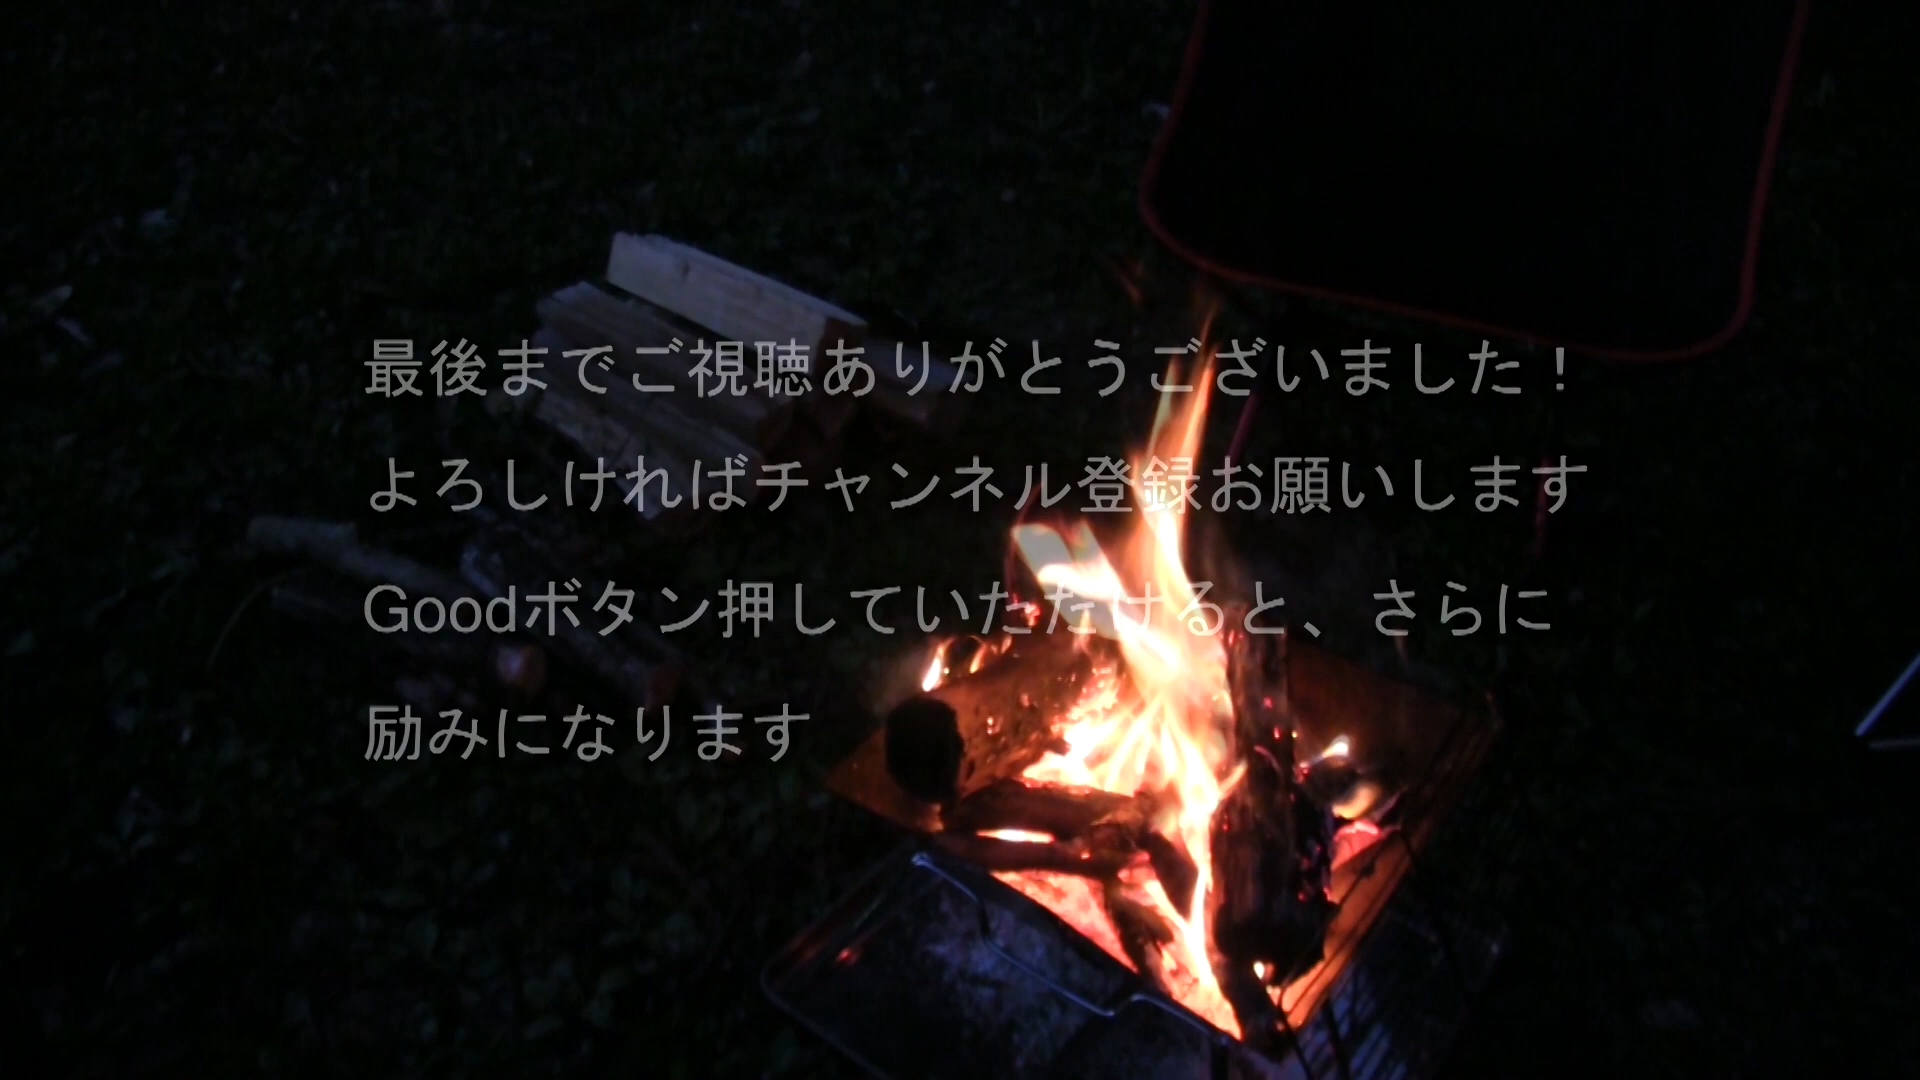 最後までご視聴ありがとうございました！
よろしければチャンネル登録お願いします
Goodボタン押していただけると、さらに
励みになります